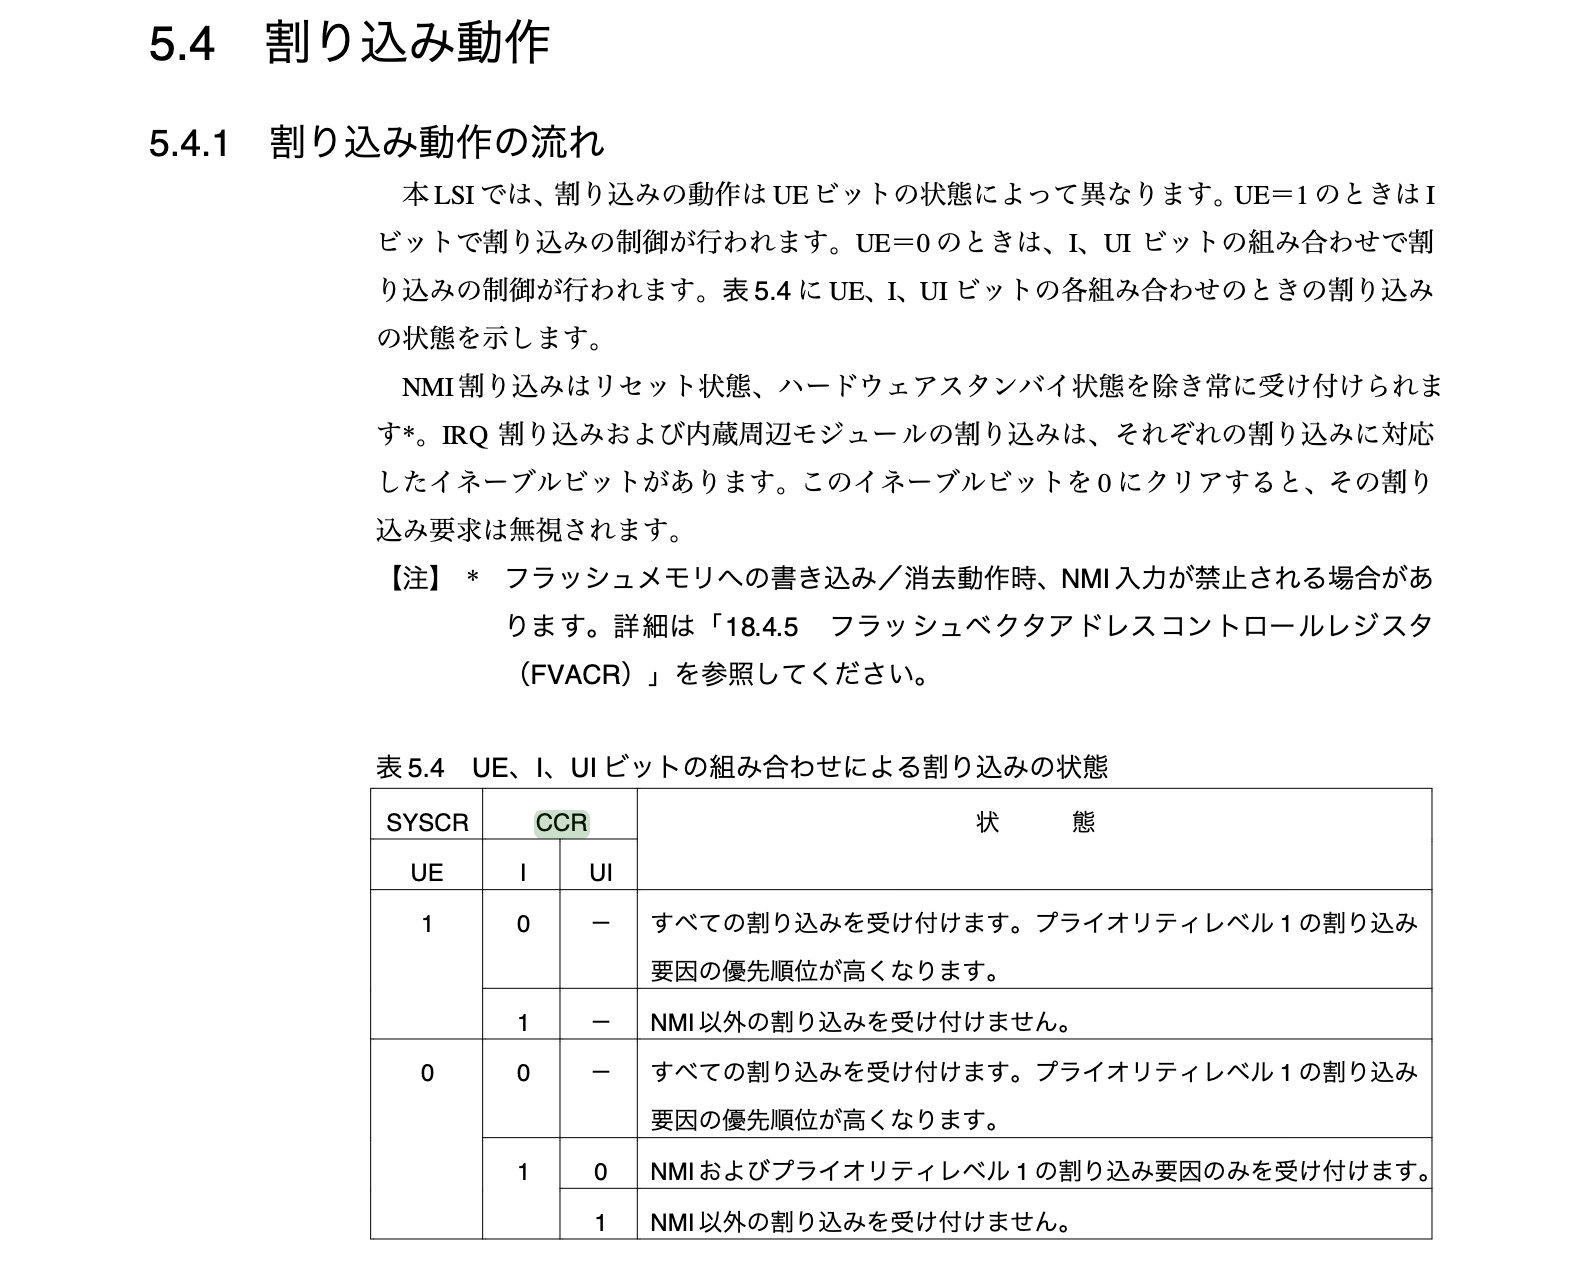 5.4 割り込み動作
5.4.1 割り込み動作の流れ
本LSIでは、割り込みの動作はUEビットの状態によって異なります。UE＝1のときはI
ビットで割り込みの制御が行われます。UE＝0のときは、I、UI ビットの組み合わせで割
り込みの制御が行われます。表5.4にUE、I、UIビットの各組み合わせのときの割り込み
の状態を示します。
NMI割り込みはリセット状態、ハードウェアスタンバイ状態を除き常に受け付けられま
す*。IRQ 割り込みおよび内蔵周辺モジュールの割り込みは、それぞれの割り込みに対応
したイネーブルビットがあります。このイネーブルビットを0にクリアすると、その割り
込み要求は無視されます。
【注】 * フラッシュメモリへの書き込み／消去動作時、NMI入力が禁止される場合があ
ります。詳細は「18.4.5 フラッシュベクタアドレスコントロールレジスタ
（FVACR）」を参照してください。
表5.4 UE、I、UIビットの組み合わせによる割り込みの状態
SYSCR CCR 状 態
UE I UI
1 0 － すべての割り込みを受け付けます。プライオリティレベル1の割り込み
要因の優先順位が高くなります。
1 － NMI以外の割り込みを受け付けません。
0 0 － すべての割り込みを受け付けます。プライオリティレベル1の割り込み
要因の優先順位が高くなります。
1 0 NMIおよびプライオリティレベル1の割り込み要因のみを受け付けます。
1 NMI以外の割り込みを受け付けません。